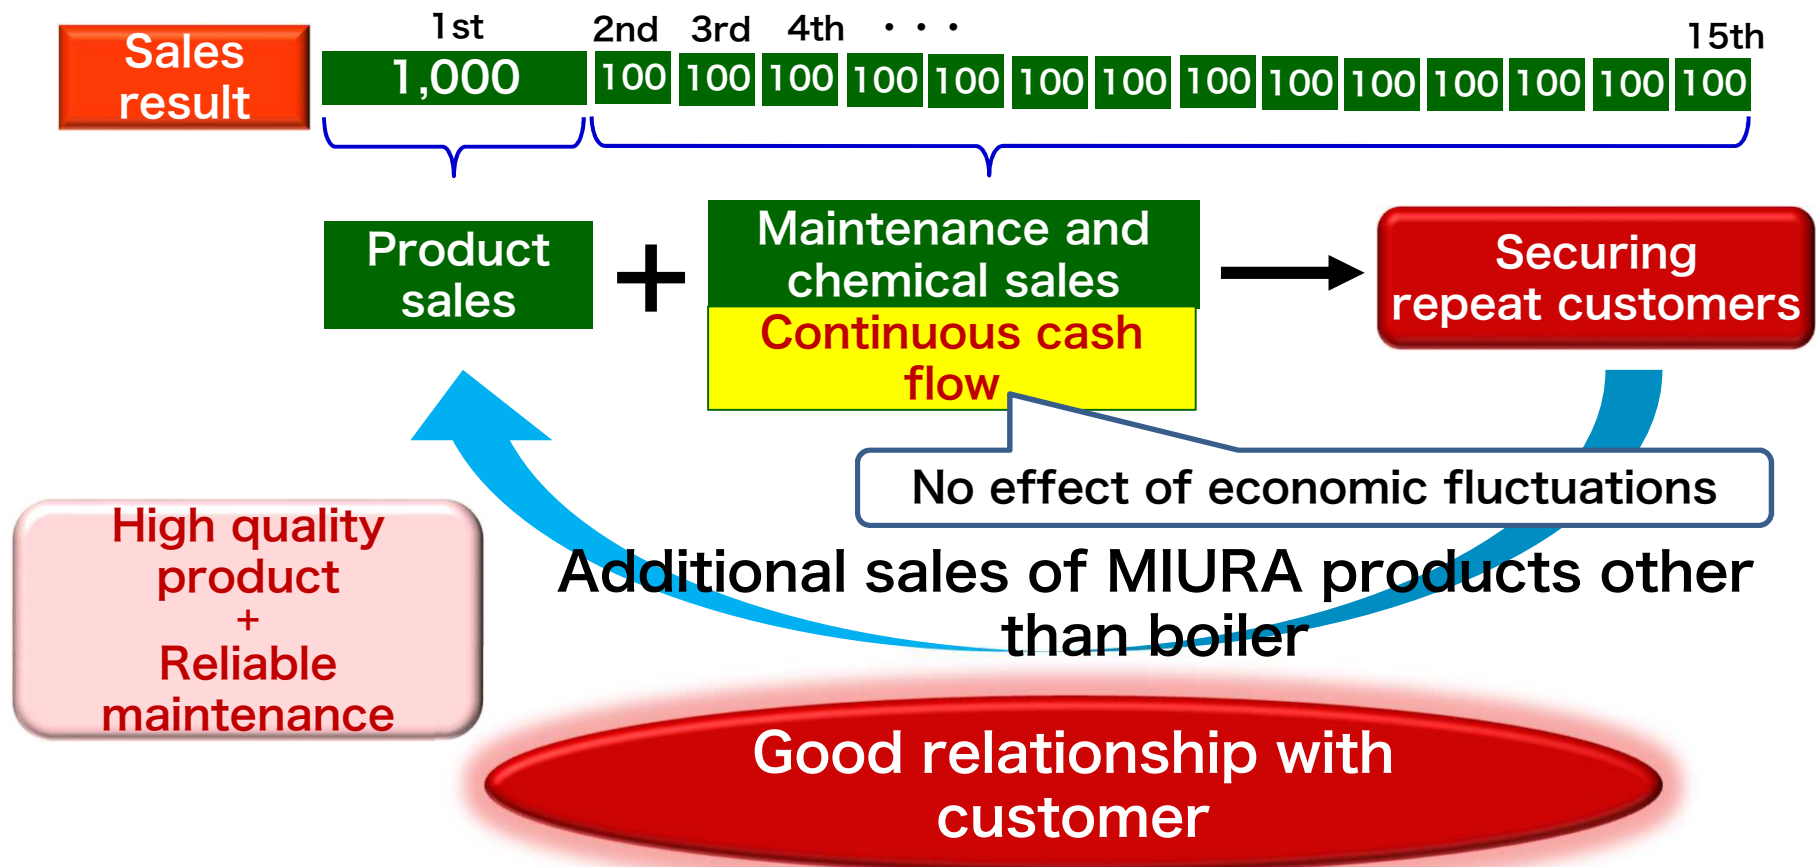 1st 2nd 3rd 4th ・・・ 15th
Sales
result
1,000 100 100 100 100 100 100 100 100 100 100 100 100 100 100
Product
sales
+
Maintenance and
chemical sales
Continuous cash
flow
Securing
repeat customers
No effect of economic fluctuations
High quality
product
+
Reliable
maintenance
Additional sales of MIURA products other
than boiler
Good relationship with
customer